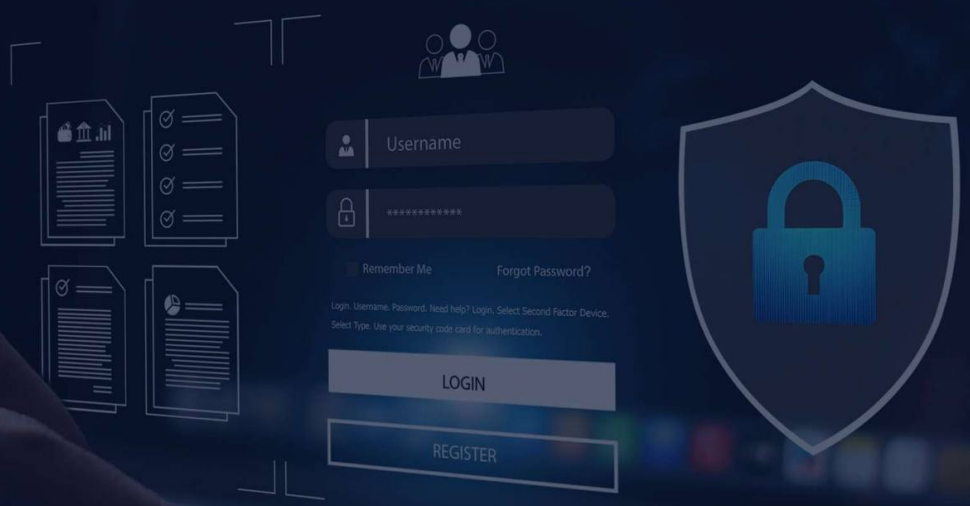 Username
************
Remember Me
Forgot Password?
Login. Username. Password. Need help? Login. Select Second Factor Device.
Select Type. Use your security code card for authentication.
LOGIN
REGISTER